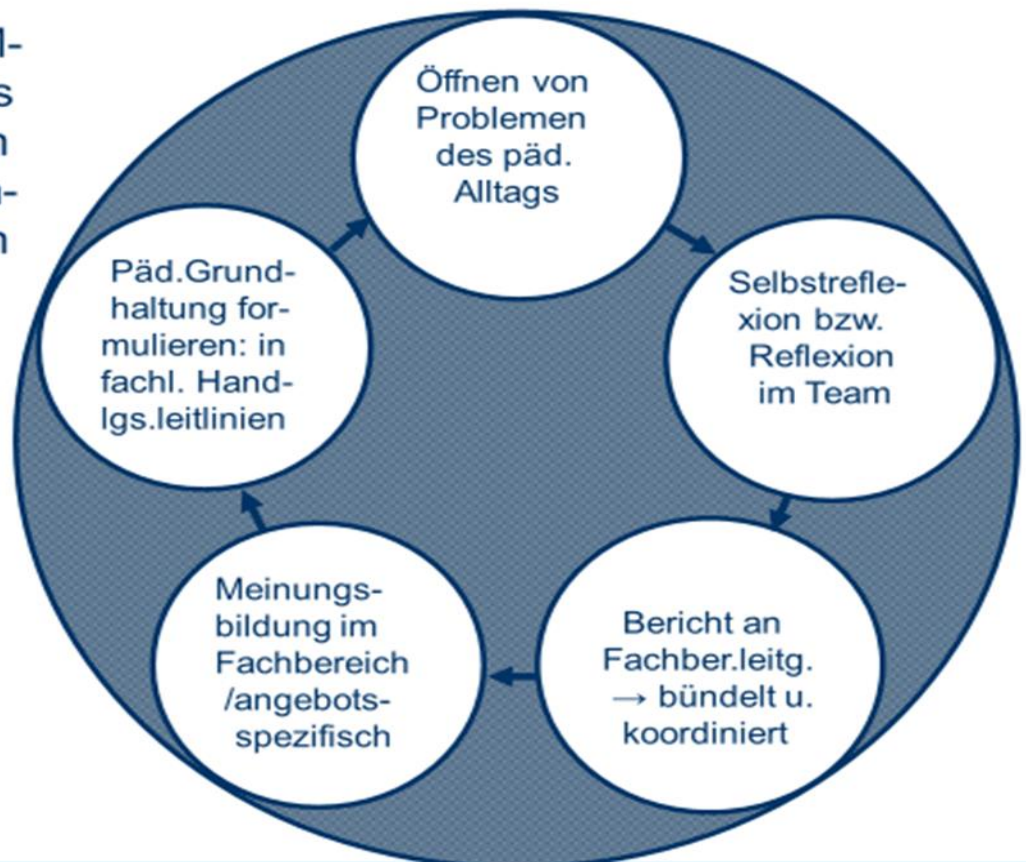 Öffnen von
Problemen
des päd.
Alltags
Selbstrefle-
xion bzw.
Reflexion
im Team
Bericht an
Fachber.leitg.
→ bündelt u.
koordiniert
Meinungs-
bildung im
Fachbereich
/angebots-
spezifisch
Päd.Grund-
haltung for-
mulieren: in
fachl. Hand-
lgs.leitlinien